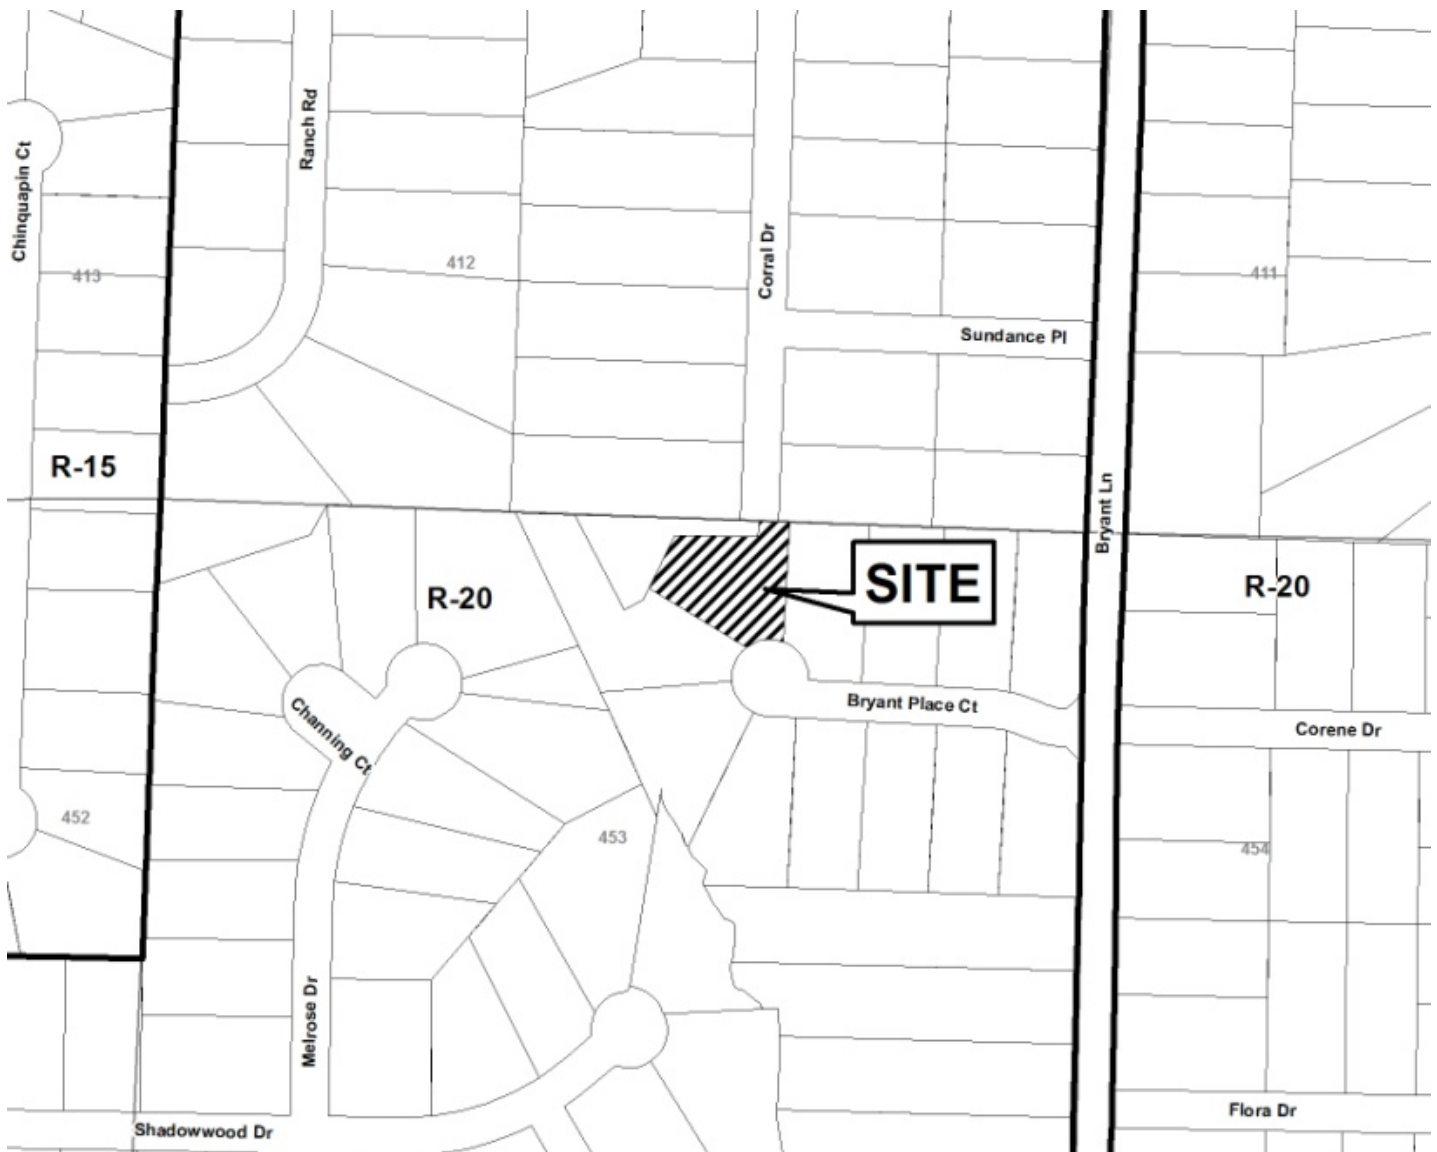 Ranch Rd
Chinquapin Ct
Corral Dr
412
413
411
Sundance Pl
R-15
Bryant Ln
R-20
SITE
R-20
Channing Ct
Bryant Place Ct
Corene Dr
452
453
454
Melrose Dr
Flora Dr
Shadowwood Dr